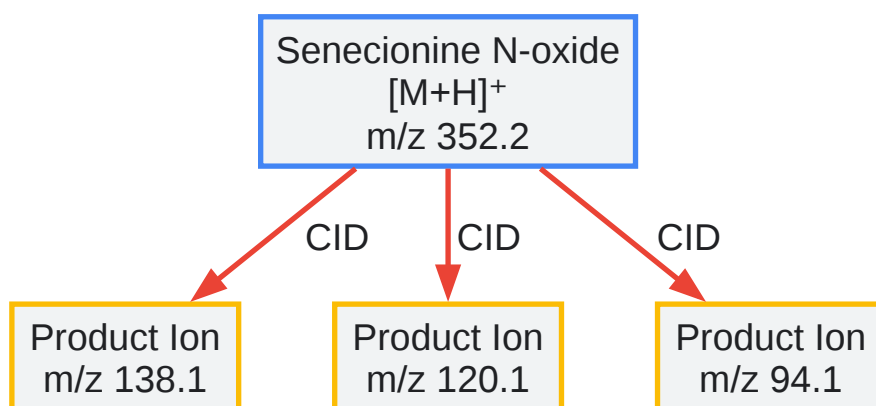 Senecionine N-oxide
[M+H]⁺
m/z 352.2
CID
CID
CID
Product Ion
m/z 138.1
Product Ion
m/z 120.1
Product Ion
m/z 94.1